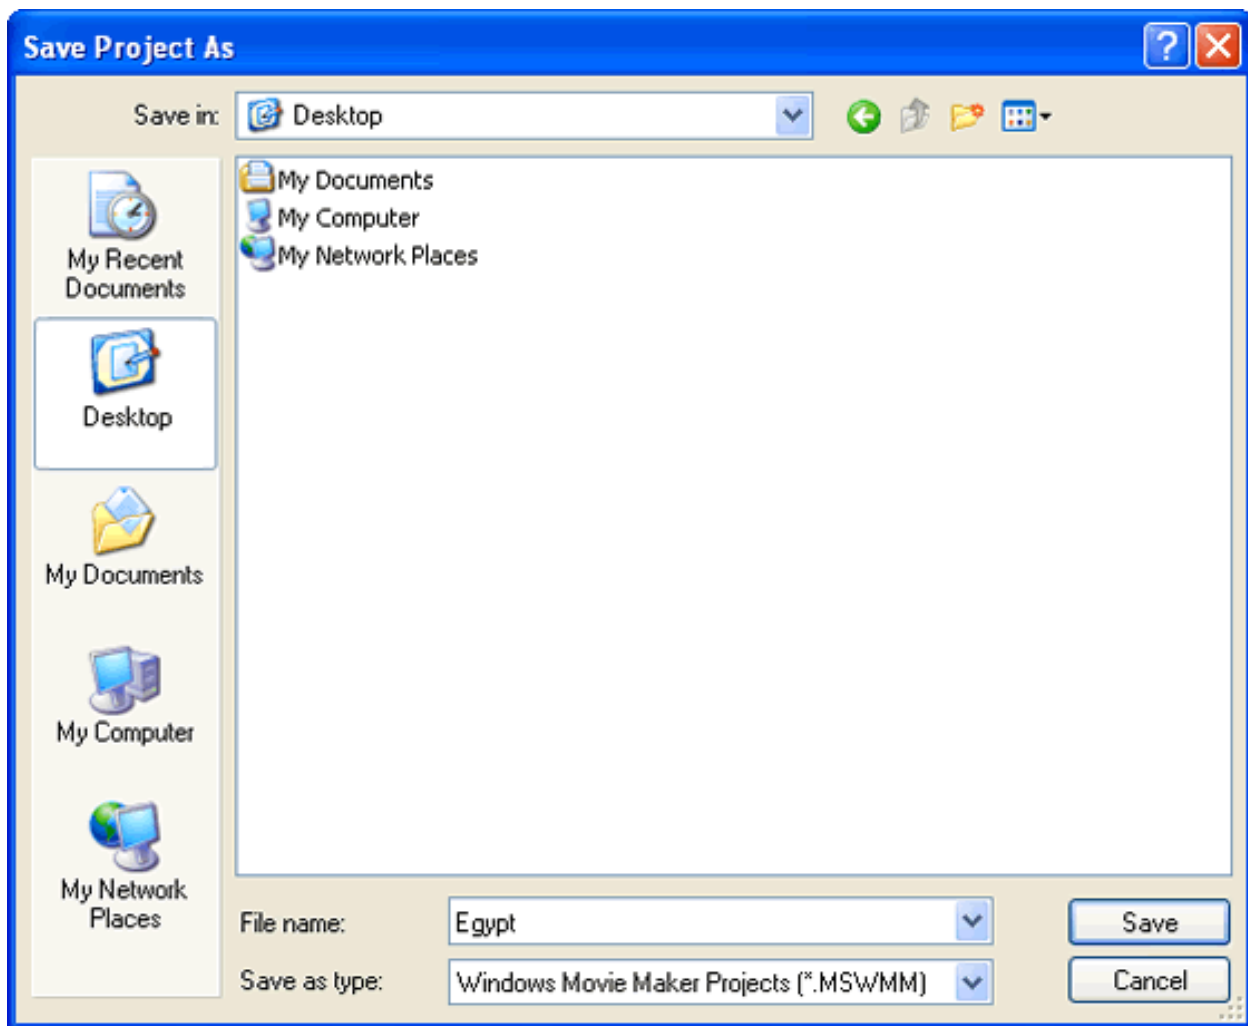 Save Project As
Save in:
Desktop
My Recent
Documents
Desktop
My Documents
My Computer
My Network
Places
My Documents
My Computer
My Network Places
File name:
Egypt
Save
Save as type:
Windows Movie Maker Projects (*.MSWMM)
Cancel